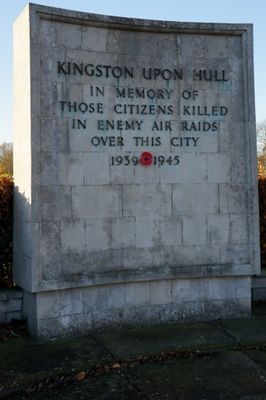 KINGSTON UPON HULL
IN MEMORY OF
THOSE CITIZENS KILLED
IN ENEMY AIR RAIDS
OVER THIS CITY
1939 1945